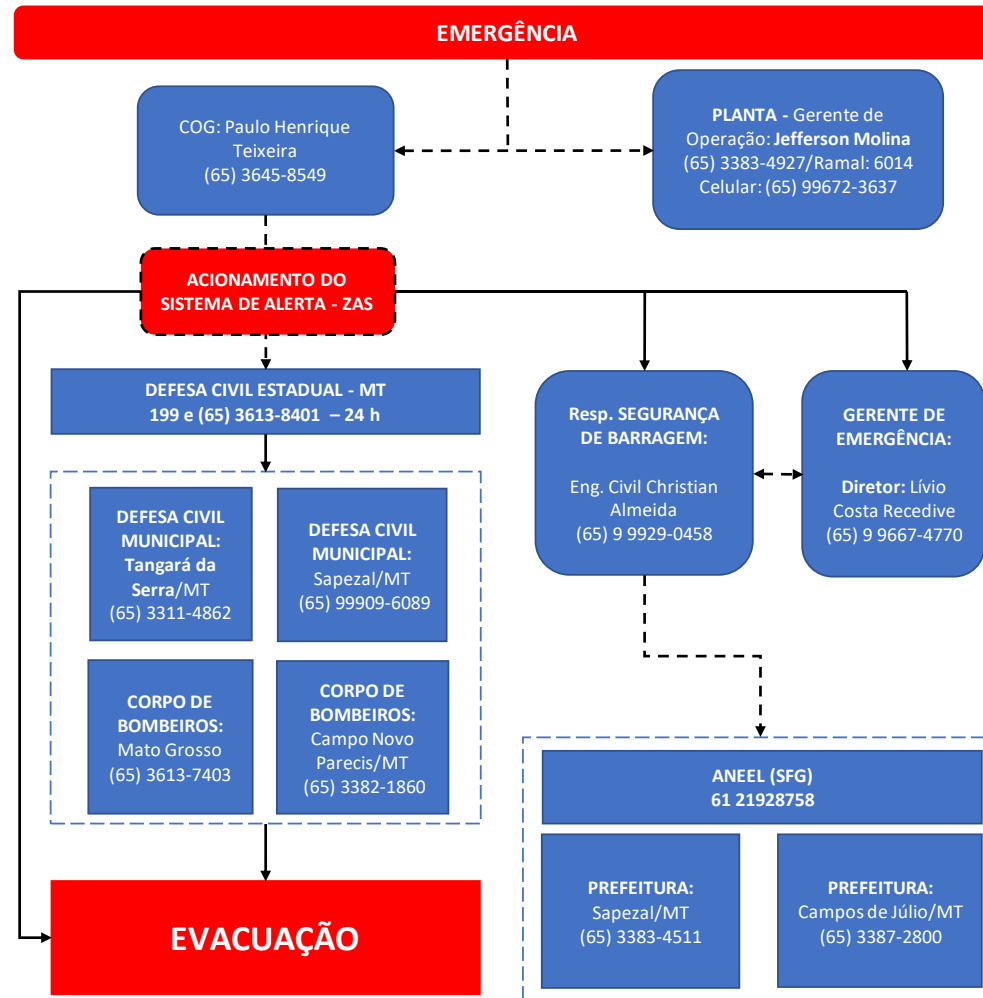 EMERGÊNCIA
COG: Paulo Henrique
Teixeira
(65) 3645-8549
PLANTA - Gerente de
Operação: Jefferson Molina
(65) 3383-4927/Ramal: 6014
Celular: (65) 99672-3637
ACIONAMENTO DO
SISTEMA DE ALERTA - ZAS
DEFESA CIVIL ESTADUAL - MT
199 e (65) 3613-8401 – 24 h
Resp. SEGURANÇA
DE BARRAGEM:
Eng. Civil Christian
Almeida
(65) 9 9929-0458
GERENTE DE
EMERGÊNCIA:
Diretor: Lívio
Costa Recedive
(65) 9 9667-4770
DEFESA CIVIL
MUNICIPAL:
Tangará da
Serra/MT
(65) 3311-4862
DEFESA CIVIL
MUNICIPAL:
Sapezal/MT
(65) 99909-6089
CORPO DE
BOMBEIROS:
Mato Grosso
(65) 3613-7403
CORPO DE
BOMBEIROS:
Campo Novo
Parecis/MT
(65) 3382-1860
ANEEL (SFG)
61 21928758
PREFEITURA:
Sapezal/MT
(65) 3383-4511
PREFEITURA:
Campos de Júlio/MT
(65) 3387-2800
EVACUAÇÃO